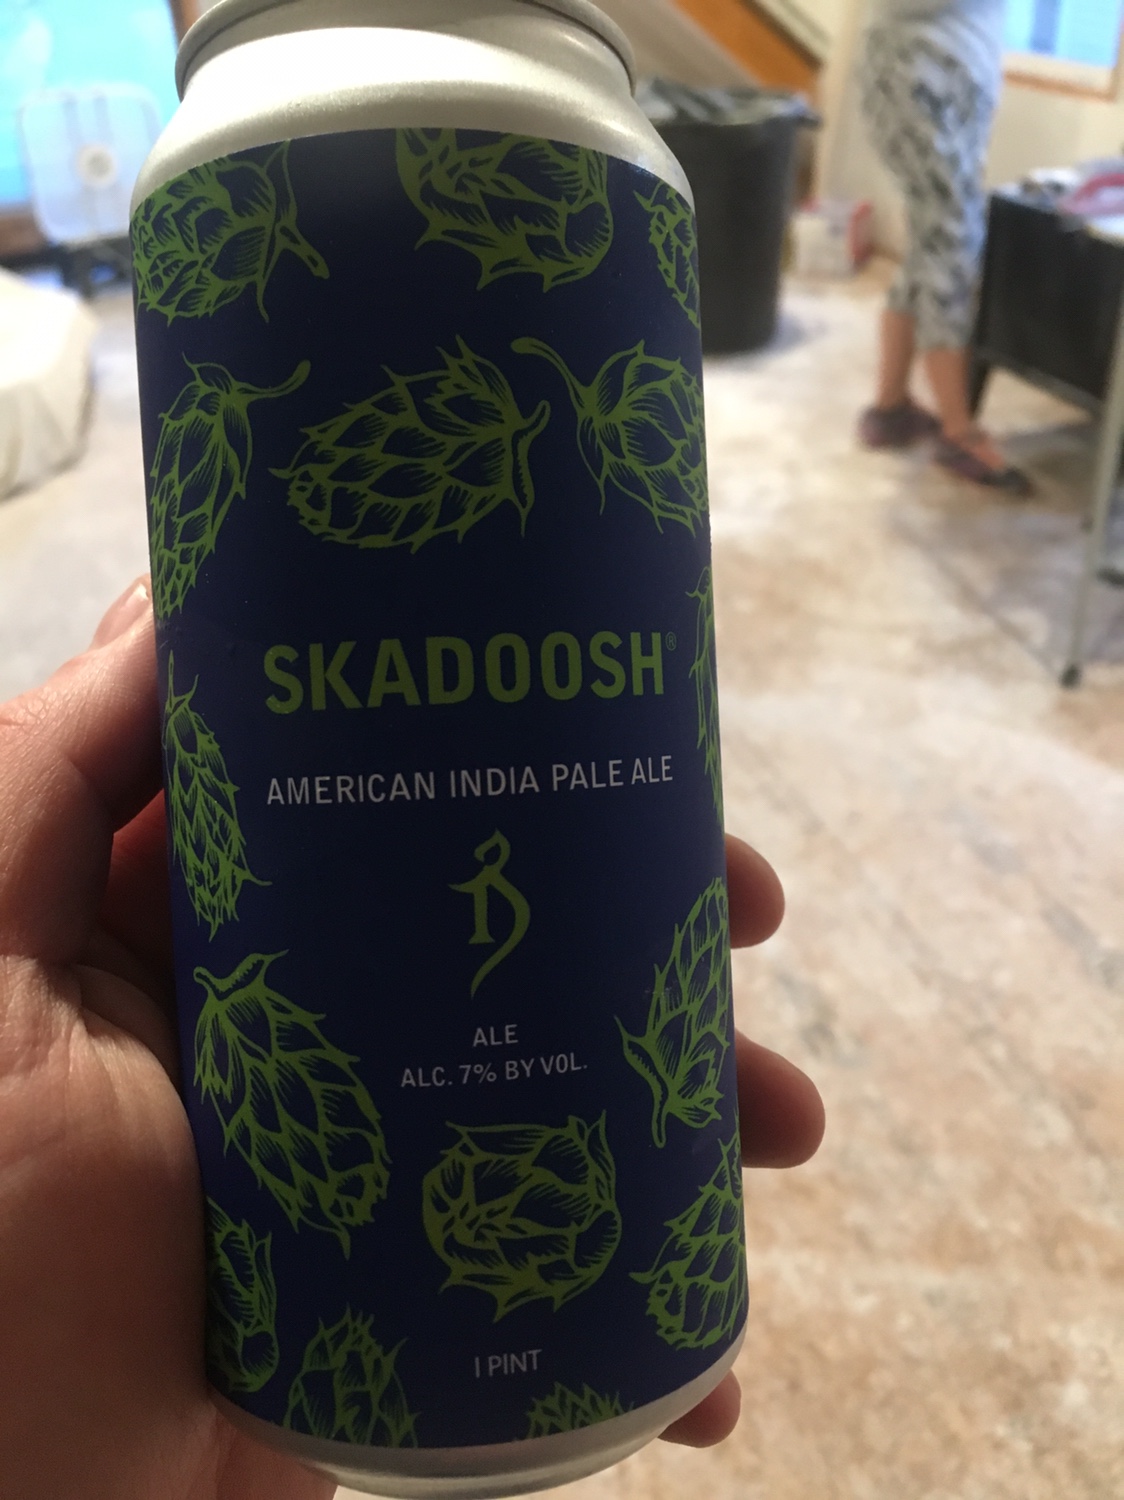 SKADOOSH®
AMERICAN INDIA PALE ALE
ALE
ALC. 7% BY VOL.
1 PINT